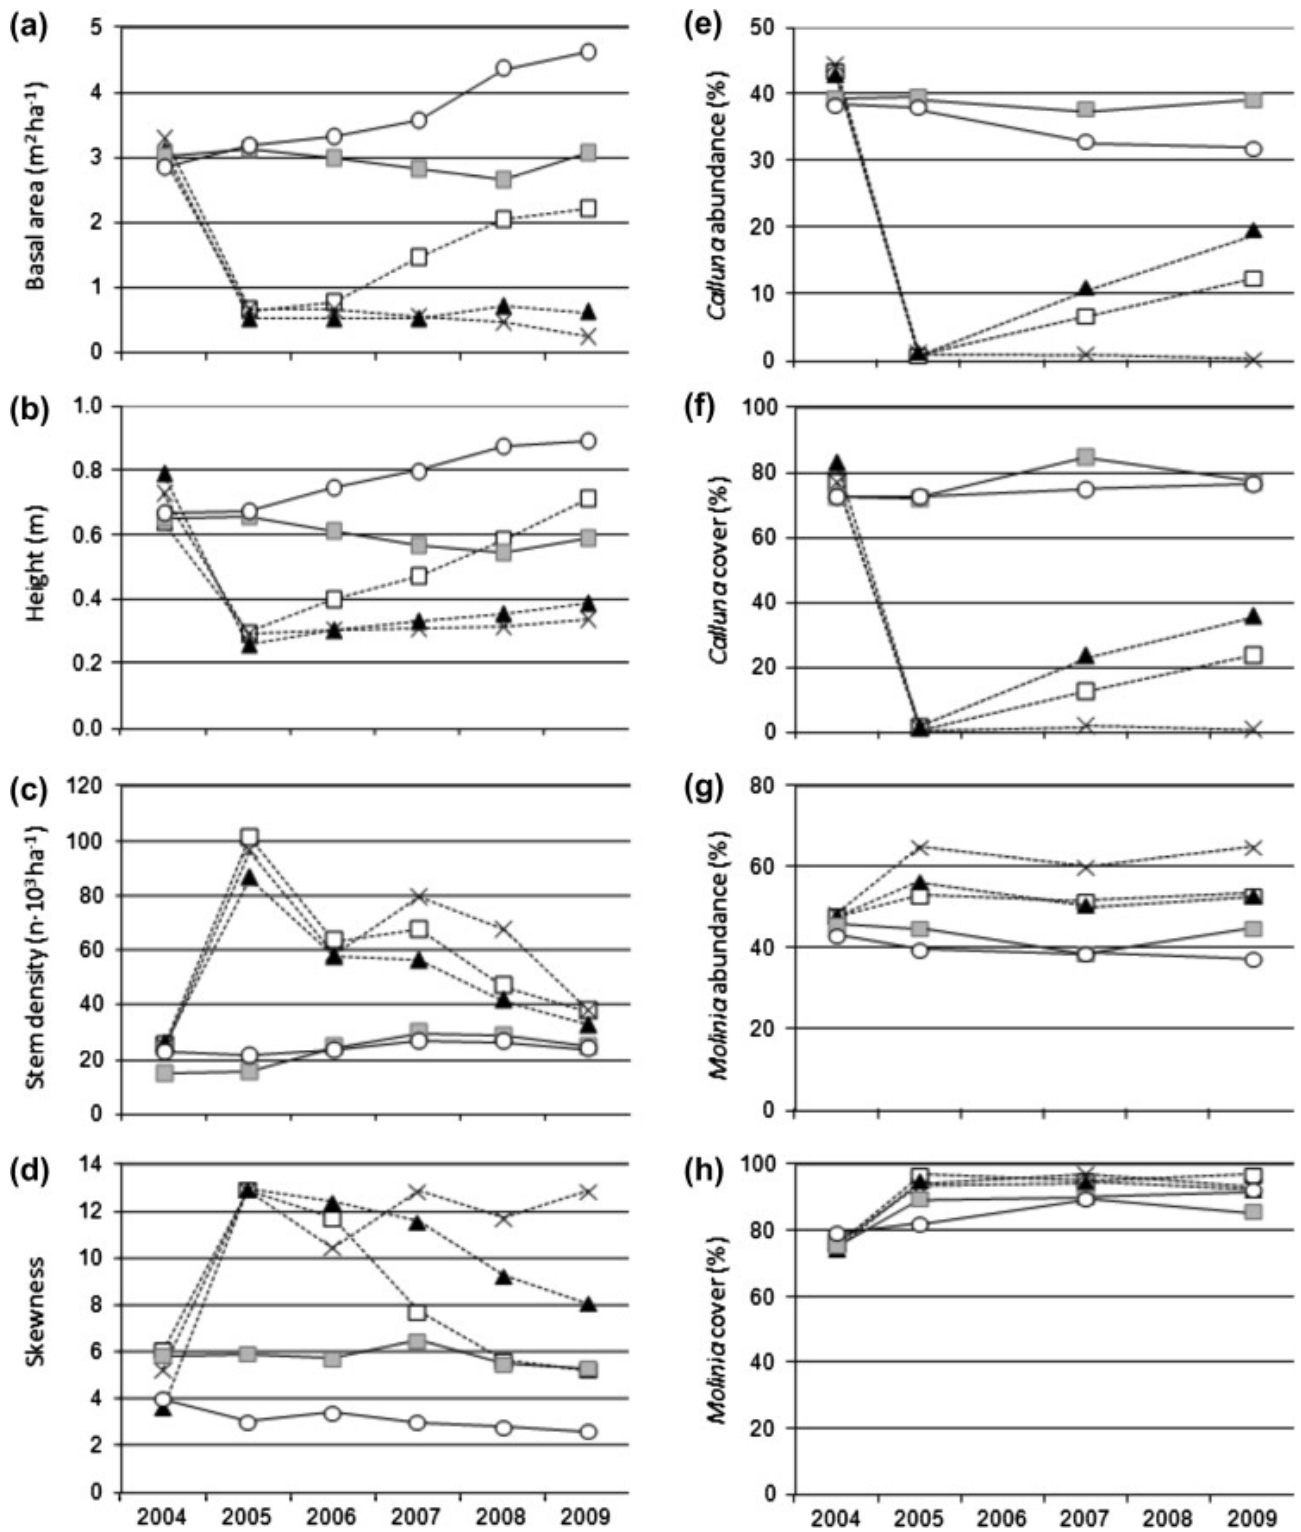 (a)
Basal area (m² ha⁻¹)
5
4
3
2
1
0
(b)
Height (m)
1.0
0.8
0.6
0.4
0.2
0.0
(c)
Stem density (n·10³ ha⁻¹)
120
100
80
60
40
20
0
(d)
Skewness
14
12
10
8
6
4
2
0
2004 2005 2006 2007 2008 2009
(e)
Calluna abundance (%)
50
40
30
20
10
0
(f)
Calluna cover (%)
100
80
60
40
20
0
(g)
Molinia abundance (%)
80
60
40
20
0
(h)
Molinia cover (%)
100
80
60
40
20
0
2004 2005 2006 2007 2008 2009